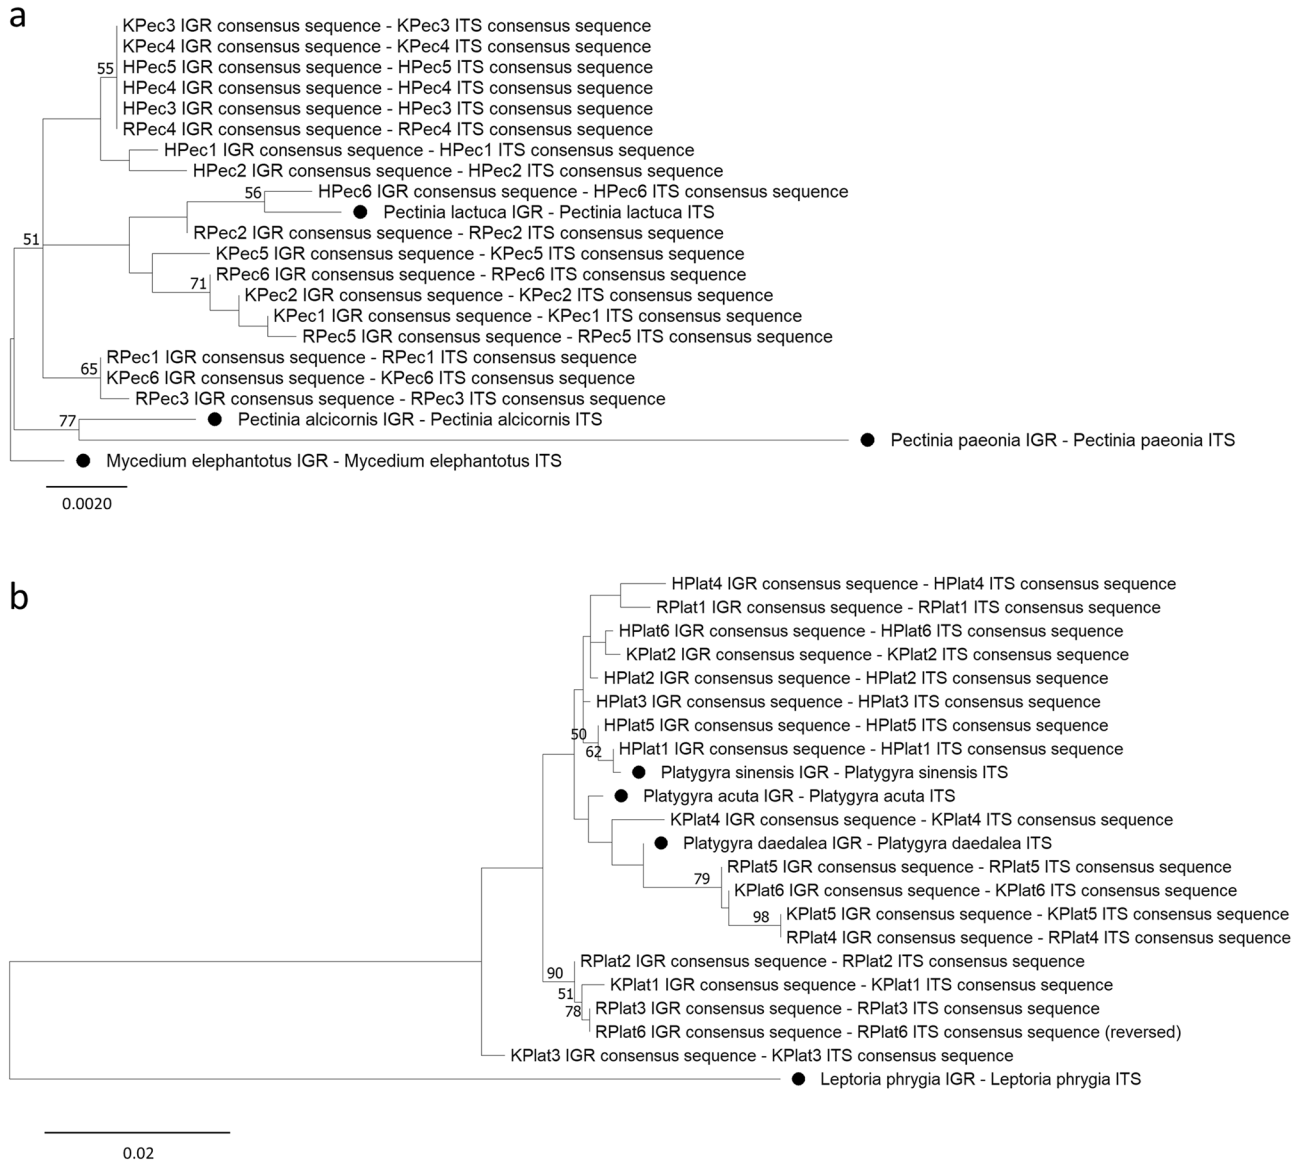 a
KPec3 IGR consensus sequence - KPec3 ITS consensus sequence
KPec4 IGR consensus sequence - KPec4 ITS consensus sequence
55
HPec5 IGR consensus sequence - HPec5 ITS consensus sequence
HPec4 IGR consensus sequence - HPec4 ITS consensus sequence
HPec3 IGR consensus sequence - HPec3 ITS consensus sequence
RPec4 IGR consensus sequence - RPec4 ITS consensus sequence
HPec1 IGR consensus sequence - HPec1 ITS consensus sequence
HPec2 IGR consensus sequence - HPec2 ITS consensus sequence
56
HPec6 IGR consensus sequence - HPec6 ITS consensus sequence
Pectinia lactuca IGR - Pectinia lactuca ITS
RPec2 IGR consensus sequence - RPec2 ITS consensus sequence
51
KPec5 IGR consensus sequence - KPec5 ITS consensus sequence
RPec6 IGR consensus sequence - RPec6 ITS consensus sequence
71
KPec2 IGR consensus sequence - KPec2 ITS consensus sequence
KPec1 IGR consensus sequence - KPec1 ITS consensus sequence
RPec5 IGR consensus sequence - RPec5 ITS consensus sequence
RPec1 IGR consensus sequence - RPec1 ITS consensus sequence
65
KPec6 IGR consensus sequence - KPec6 ITS consensus sequence
RPec3 IGR consensus sequence - RPec3 ITS consensus sequence
77
Pectinia alcicornis IGR - Pectinia alcicornis ITS
Pectinia paeonia IGR - Pectinia paeonia ITS
Mycedium elephantotus IGR - Mycedium elephantotus ITS
0.0020
b
HPlat4 IGR consensus sequence - HPlat4 ITS consensus sequence
RPlat1 IGR consensus sequence - RPlat1 ITS consensus sequence
HPlat6 IGR consensus sequence - HPlat6 ITS consensus sequence
KPlat2 IGR consensus sequence - KPlat2 ITS consensus sequence
HPlat2 IGR consensus sequence - HPlat2 ITS consensus sequence
HPlat3 IGR consensus sequence - HPlat3 ITS consensus sequence
HPlat5 IGR consensus sequence - HPlat5 ITS consensus sequence
50
62
HPlat1 IGR consensus sequence - HPlat1 ITS consensus sequence
Platygyra sinensis IGR - Platygyra sinensis ITS
Platygyra acuta IGR - Platygyra acuta ITS
KPlat4 IGR consensus sequence - KPlat4 ITS consensus sequence
Platygyra daedalea IGR - Platygyra daedalea ITS
RPlat5 IGR consensus sequence - RPlat5 ITS consensus sequence
79
KPlat6 IGR consensus sequence - KPlat6 ITS consensus sequence
98
KPlat5 IGR consensus sequence - KPlat5 ITS consensus sequence
RPlat4 IGR consensus sequence - RPlat4 ITS consensus sequence
RPlat2 IGR consensus sequence - RPlat2 ITS consensus sequence
90
KPlat1 IGR consensus sequence - KPlat1 ITS consensus sequence
51
RPlat3 IGR consensus sequence - RPlat3 ITS consensus sequence
78
RPlat6 IGR consensus sequence - RPlat6 ITS consensus sequence (reversed)
KPlat3 IGR consensus sequence - KPlat3 ITS consensus sequence
Leptoria phrygia IGR - Leptoria phrygia ITS
0.02